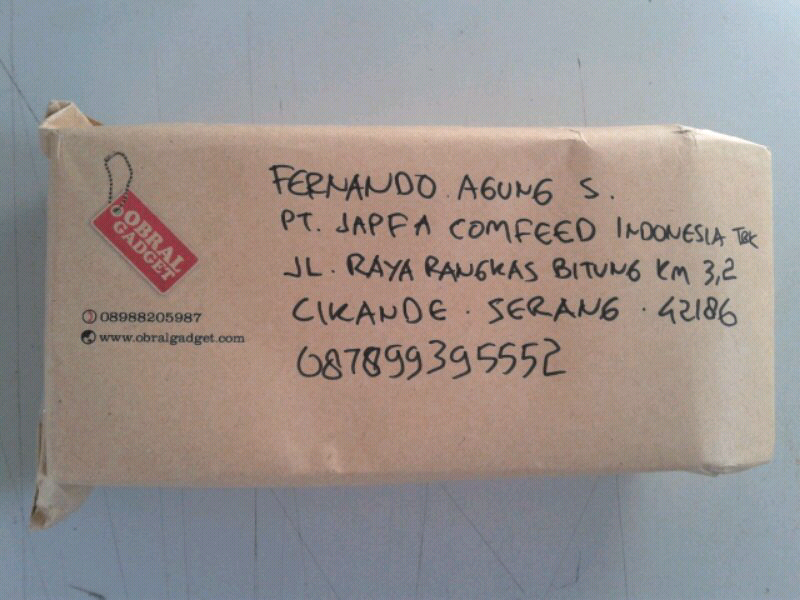 OBRAL
GADGET
08988205987
www.obralgadget.com
FERNANDO. AGUNG S.
PT. JAPFA COMFEED INDONESIA TBK
JL. RAYA RANGKAS BITUNG KM 3,2
CIKANDE. SERANG. 42186
087899395552